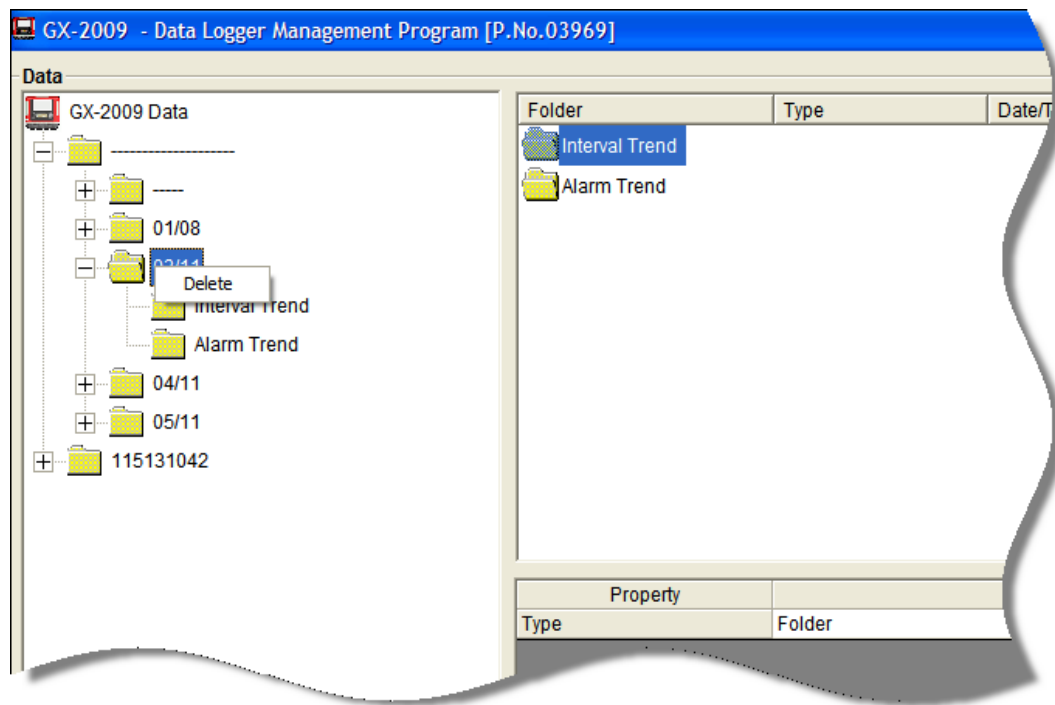 GX-2009 - Data Logger Management Program [P.No.03969]
Data
GX-2009 Data
--------------------
-----
01/08
Delete
Interval Trend
Alarm Trend
04/11
05/11
115131042
Folder Type Date/T
Interval Trend
Alarm Trend
Property
Type Folder